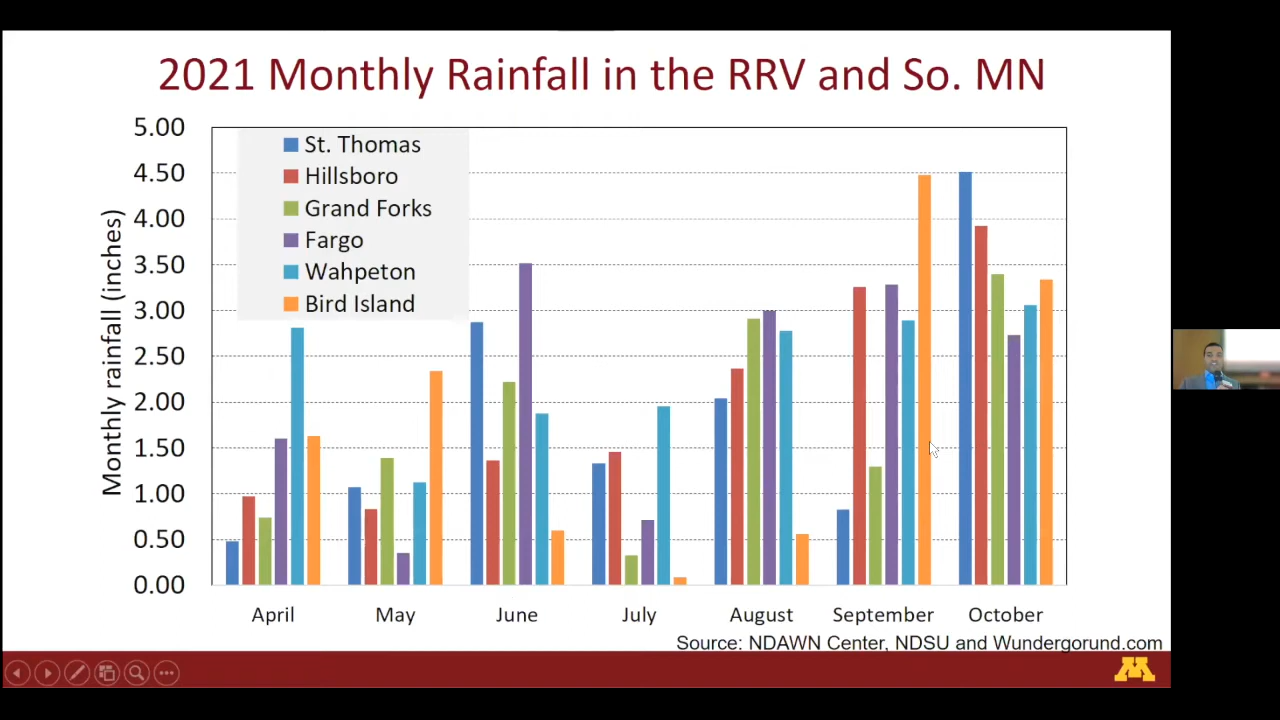 2021 Monthly Rainfall in the RRV and So. MN
Monthly rainfall (inches)
5.00
4.50
4.00
3.50
3.00
2.50
2.00
1.50
1.00
0.50
0.00
St. Thomas
Hillsboro
Grand Forks
Fargo
Wahpeton
Bird Island
April May June July August September October
Source: NDAWN Center, NDSU and Wundergorund.com
M